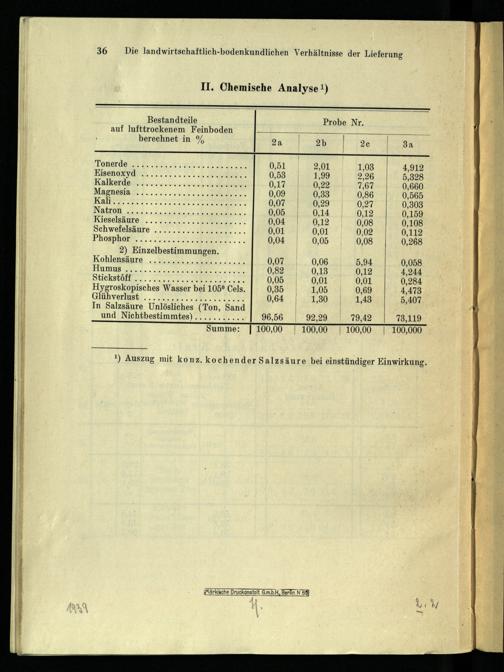 36 Die landwirtschaftlich-bodenkundlichen Verhältnisse der Lieferung
II. Chemische Analyse ¹)
Bestandteile
auf lufttrockenem Feinboden
berechnet in %
Probe Nr.
2a 2b 2c 3a
Tonerde 0,51 2,01 1,03 4,912
Eisenoxyd 0,53 1,99 2,26 5,328
Kalkerde 0,17 0,22 7,67 0,660
Magnesia 0,09 0,33 0,86 0,565
Kali 0,07 0,29 0,27 0,303
Natron 0,05 0,14 0,12 0,159
Kieselsäure 0,04 0,12 0,08 0,108
Schwefelsäure 0,01 0,01 0,02 0,112
Phosphor 0,04 0,05 0,08 0,268
2) Einzelbestimmungen.
Kohlensäure 0,07 0,06 5,94 0,058
Humus 0,82 0,13 0,12 4,244
Stickstoff 0,05 0,01 0,01 0,284
Hygroskopisches Wasser bei 105° Cels. 0,35 1,05 0,69 4,473
Glühverlust 0,64 1,30 1,43 5,407
In Salzsäure Unlösliches (Ton, Sand
und Nichtbestimmtes) 96,56 92,29 79,42 73,119
Summe: 100,00 100,00 100,00 100,000
¹) Auszug mit konz. kochender Salzsäure bei einstündiger Einwirkung.
Märkische Druckanstalt G.m.b.H., Berlin N 65
1939